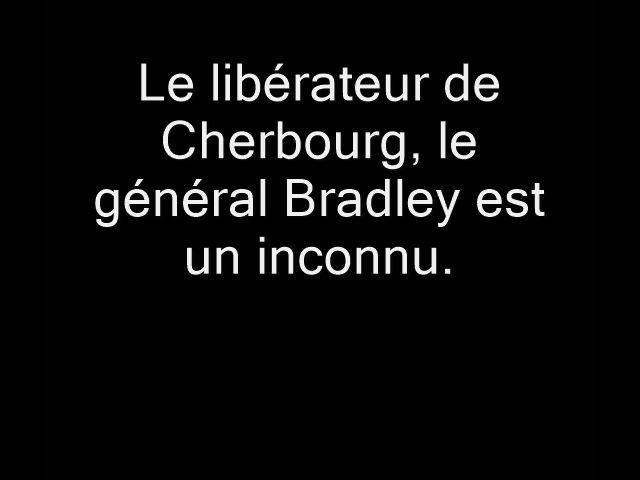 Le libérateur de
Cherbourg, le
général Bradley est
un inconnu.